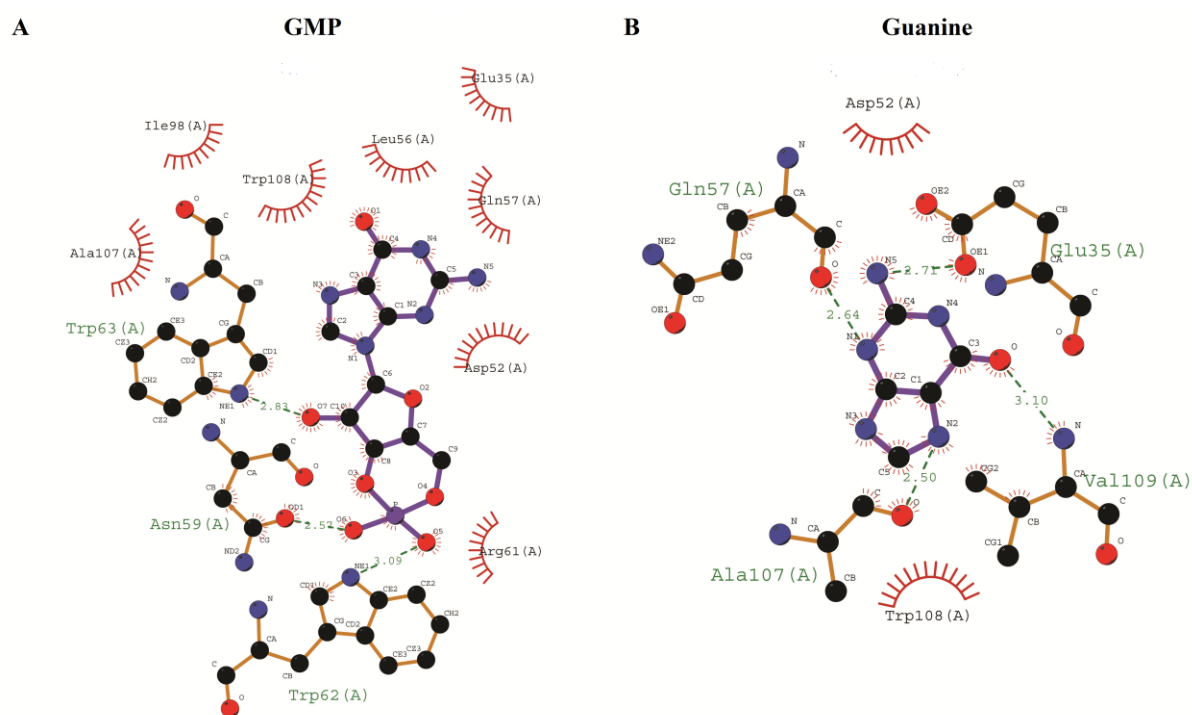 A
GMP
B
Guanine
Glu35(A)
Ile98(A)
Leu56(A)
Trp108(A)
Gln57(A)
Ala107(A)
Trp63(A)
Asp52(A)
Asn59(A)
Arg61(A)
Trp62(A)
O
C
CA
N
CB
CG
CE3
CZ3
CD2
CD1
CE2
CH2
NE1
CZ2
2.83
O1
C4
N4
C3
C5
N5
N3
C1
N2
C2
N1
C6
O2
O7
C10
C7
C8
C9
O3
O4
P
O6
O5
N
C
CA
O
CB
OD1
CG
ND2
2.57
3.09
NE1
CD1
CE2
CZ2
CG
CD2
CH2
CE3
CZ3
N
CA
CB
C
O
Asp52(A)
Gln57(A)
Glu35(A)
Val109(A)
Ala107(A)
Trp108(A)
N
CA
CB
C
O
NE2
CG
CD
OE1
OE2
CG
CD
CB
OE1
N
CA
C
O
N5
2.71
2.64
C4
N4
N1
C3
O
C2
C1
N3
N2
C5
3.10
2.50
N
CG2
CA
CB
C
CG1
O
N
CA
C
O
CB